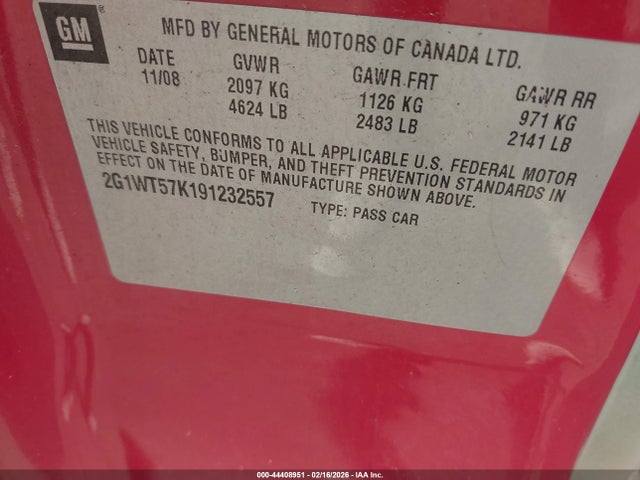 GM ®
MFD BY GENERAL MOTORS OF CANADA LTD.
DATE GVWR GAWR FRT GAWR RR
11/08 2097 KG 1126 KG 971 KG
4624 LB 2483 LB 2141 LB
THIS VEHICLE CONFORMS TO ALL APPLICABLE U.S. FEDERAL MOTOR
VEHICLE SAFETY, BUMPER, AND THEFT PREVENTION STANDARDS IN
EFFECT ON THE DATE OF MANUFACTURE SHOWN ABOVE.
2G1WT57K191232557 TYPE: PASS CAR
000-44408951 - 02/16/2026 - IAA Inc.